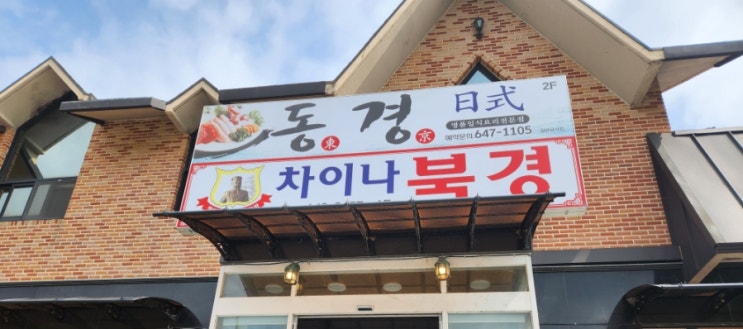 동경 日式 2F
東 京
명품일식요리전문점
예약문의 647-1105
차이나 북경